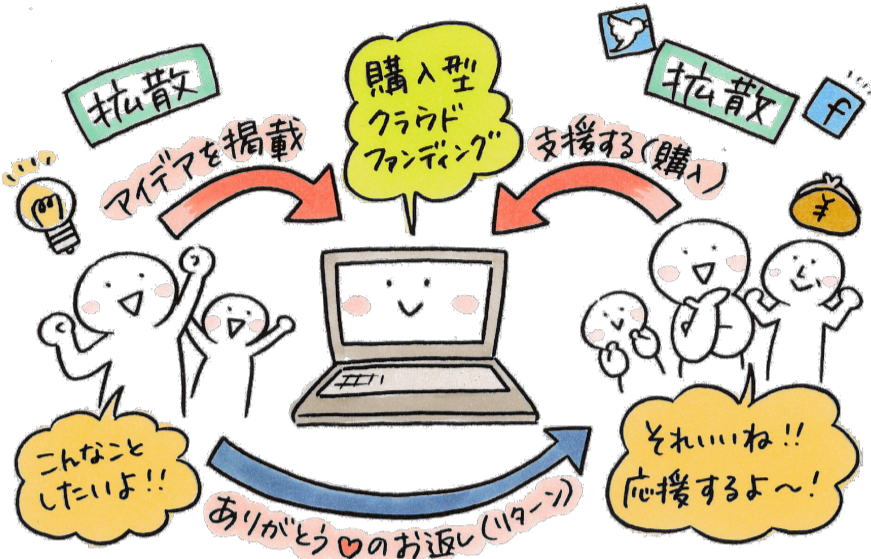 拡散
購入型
クラウド
ファンディング
拡散
f
アイデアを掲載
支援する(購入)
¥
こんなこと
したいよ!!
それいいね!!
応援するよ〜!
ありがとう♡のお返し(リターン)